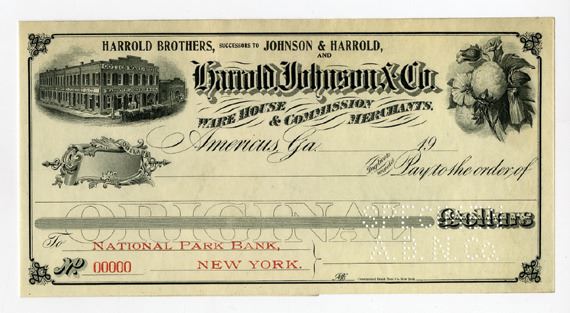 HARROLD BROTHERS, SUCCESSORS TO JOHNSON & HARROLD,
AND
Harrold, Johnson & Co.
WARE HOUSE & COMMISSION MERCHANTS.
Americus, Ga. 19
Pay to the order of
ORIGINAL Dollars
A.B.N.Co.
To NATIONAL PARK BANK,
No 00000 NEW YORK.